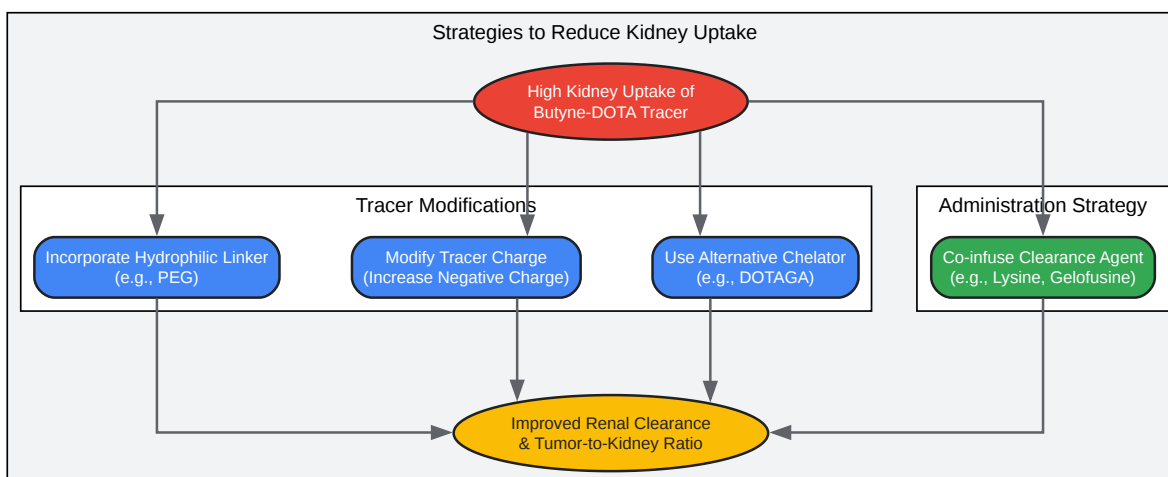 Strategies to Reduce Kidney Uptake
High Kidney Uptake of
Butyne-DOTA Tracer
Tracer Modifications
Administration Strategy
Incorporate Hydrophilic Linker
(e.g., PEG)
Modify Tracer Charge
(Increase Negative Charge)
Use Alternative Chelator
(e.g., DOTAGA)
Co-infuse Clearance Agent
(e.g., Lysine, Gelofusine)
Improved Renal Clearance
& Tumor-to-Kidney Ratio